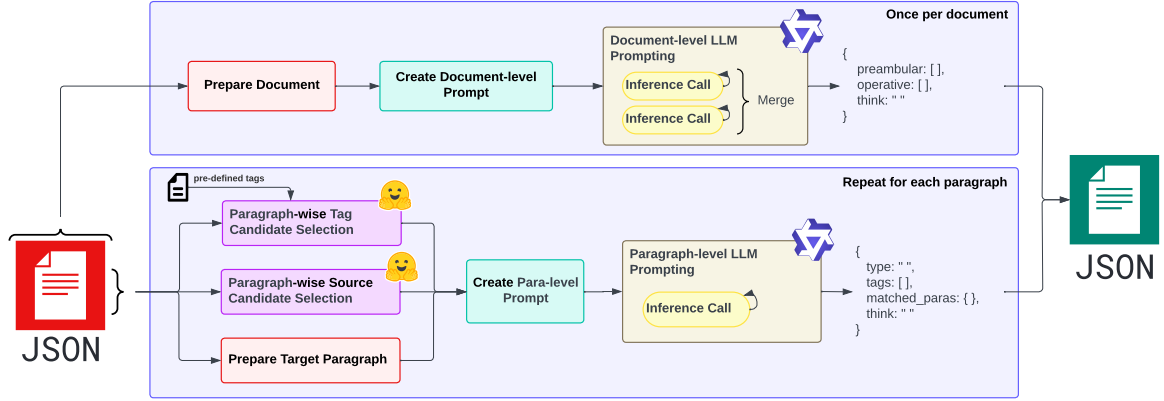 Once per document
Prepare Document
Create Document-level
Prompt
Document-level LLM
Prompting
Inference Call
Inference Call
Merge
{
preambular: [ ],
operative: [ ],
think: " "
}
Repeat for each paragraph
pre-defined tags
Paragraph-wise Tag
Candidate Selection
Paragraph-wise Source
Candidate Selection
Prepare Target Paragraph
Create Para-level
Prompt
Paragraph-level LLM
Prompting
Inference Call
{
type: " ",
tags: [ ],
matched_paras: { },
think: " "
}
JSON
JSON